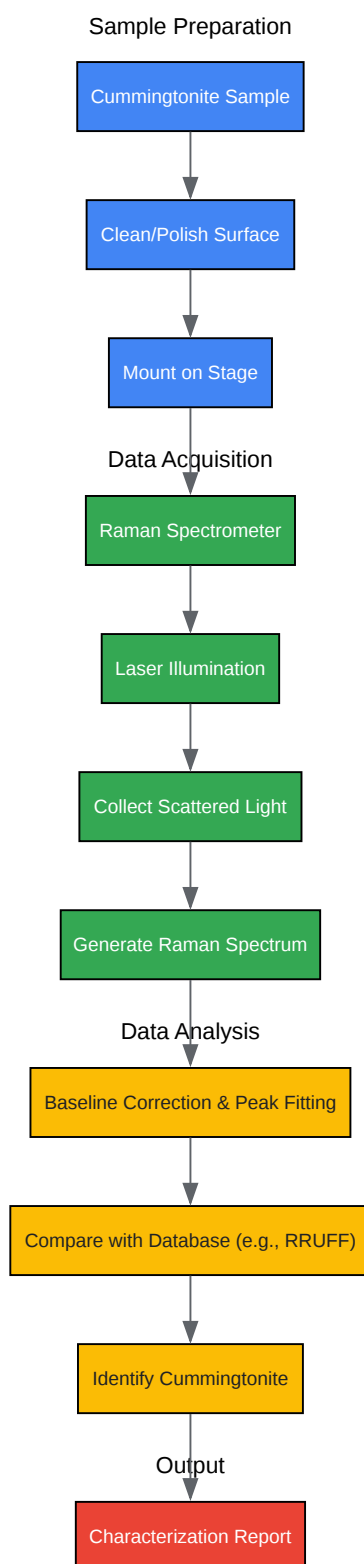 Sample Preparation
Cummingtonite Sample
Clean/Polish Surface
Mount on Stage
Data Acquisition
Raman Spectrometer
Laser Illumination
Collect Scattered Light
Generate Raman Spectrum
Data Analysis
Baseline Correction & Peak Fitting
Compare with Database (e.g., RRUFF)
Identify Cummingtonite
Output
Characterization Report